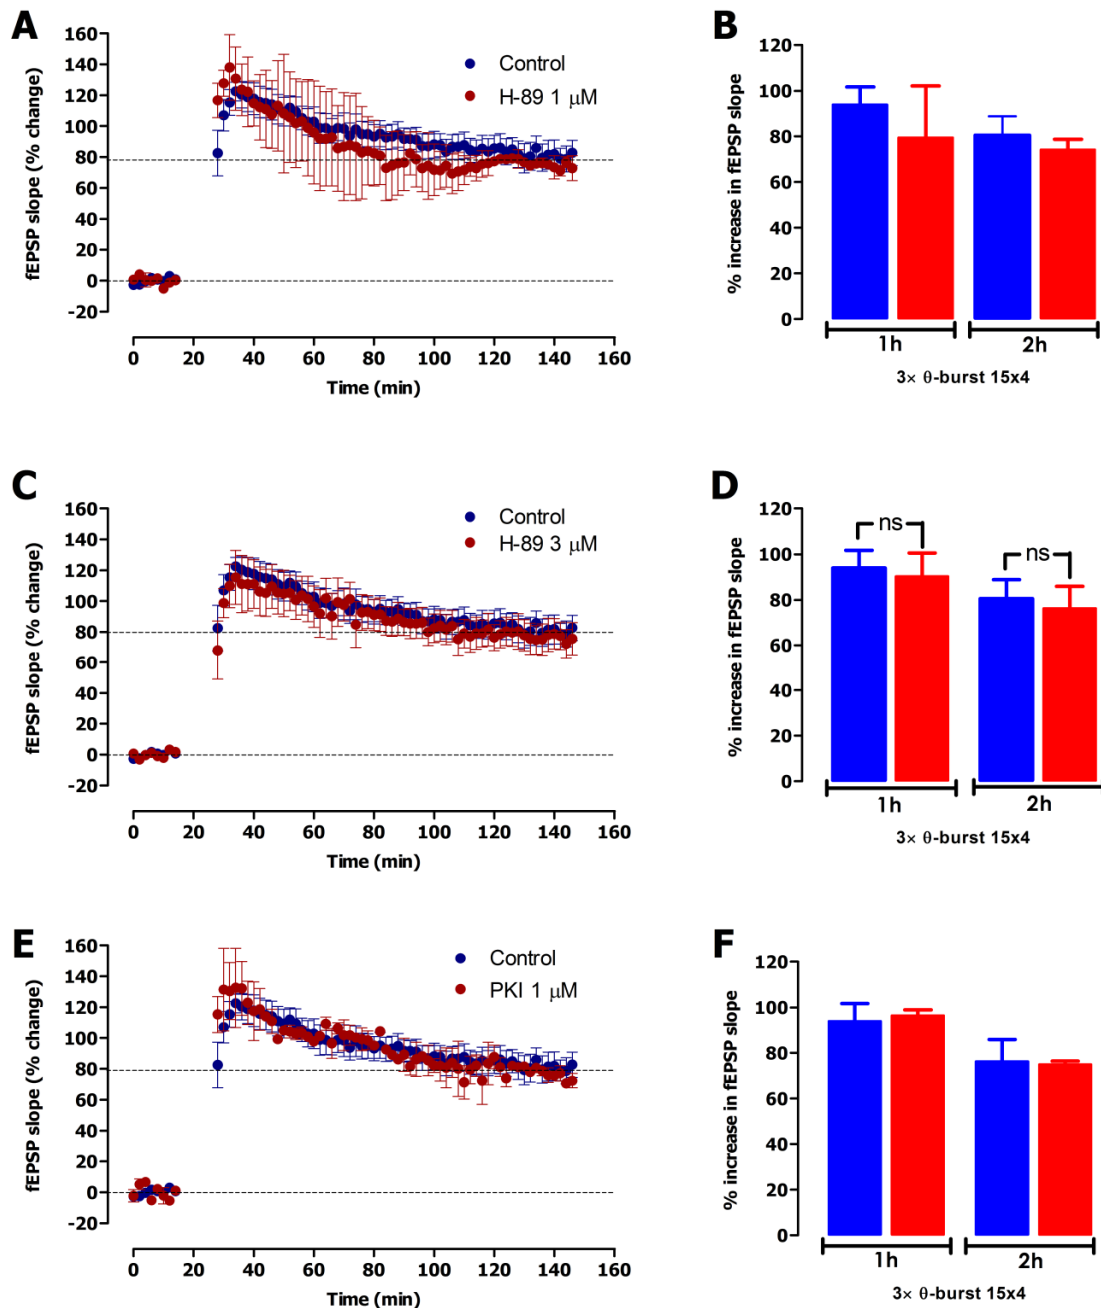 A
fEPSP slope (% change)
160
140
120
100
80
60
40
20
0
-20
Control
H-89 1 μM
0 20 40 60 80 100 120 140 160
Time (min)
B
% increase in fEPSP slope
120
100
80
60
40
20
0
1h 2h
3× θ-burst 15x4
C
fEPSP slope (% change)
160
140
120
100
80
60
40
20
0
-20
Control
H-89 3 μM
0 20 40 60 80 100 120 140 160
Time (min)
D
% increase in fEPSP slope
120
100
80
60
40
20
0
ns
ns
1h 2h
3× θ-burst 15x4
E
fEPSP slope (% change)
160
140
120
100
80
60
40
20
0
-20
Control
PKI 1 μM
0 20 40 60 80 100 120 140 160
Time (min)
F
% increase in fEPSP slope
120
100
80
60
40
20
0
1h 2h
3× θ-burst 15x4